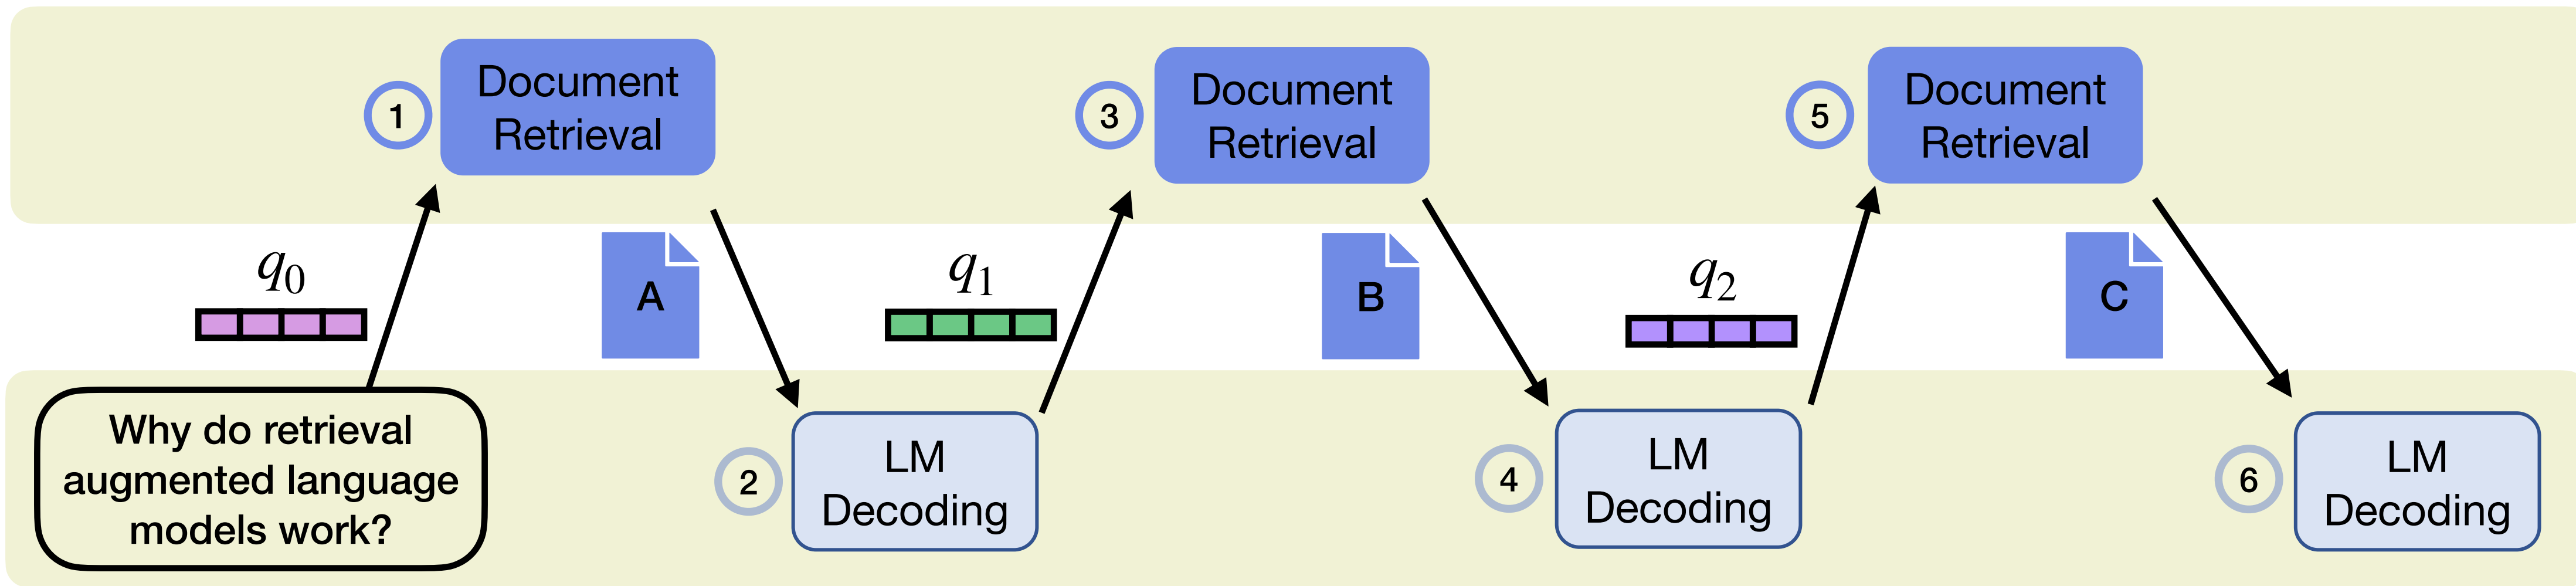 1
Document
Retrieval
3
Document
Retrieval
5
Document
Retrieval
q₀
A
q₁
B
q₂
C
Why do retrieval
augmented language
models work?
2
LM
Decoding
4
LM
Decoding
6
LM
Decoding